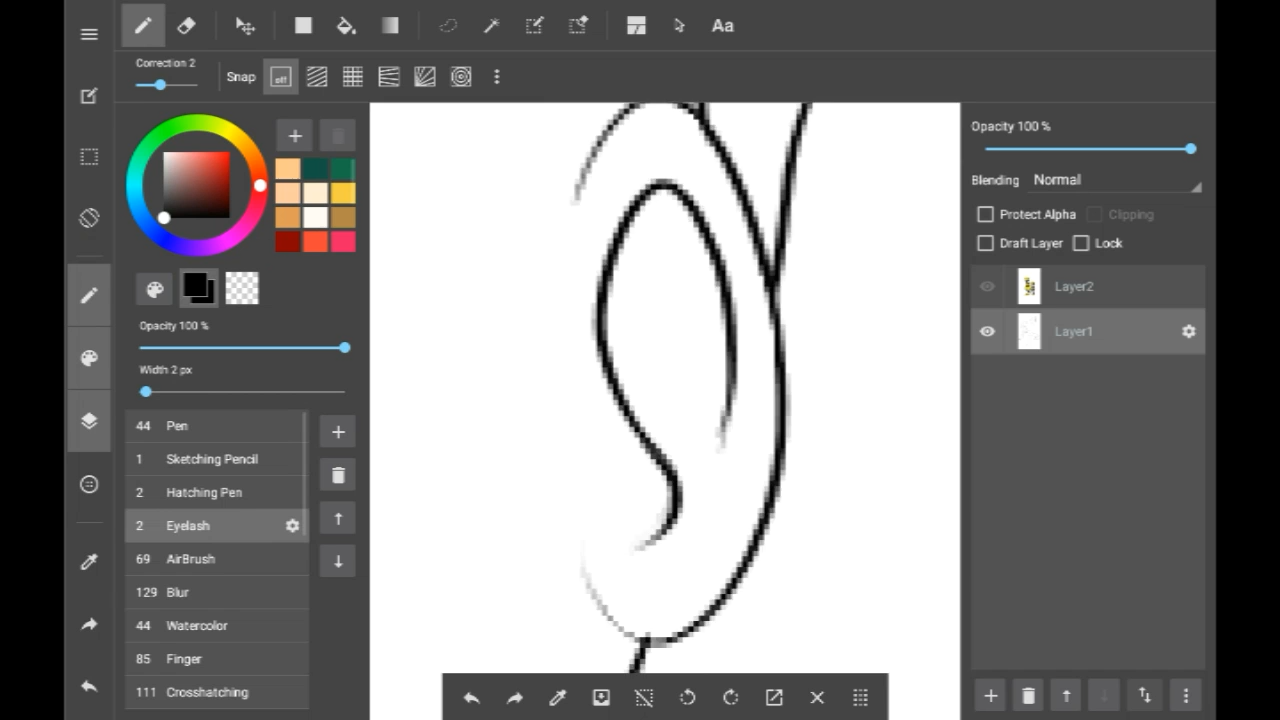 Aa
Correction 2
Snap
off
Opacity 100 %
Blending Normal
Protect Alpha Clipping
Draft Layer Lock
Layer2
Layer1
Opacity 100 %
Width 2 px
44 Pen
1 Sketching Pencil
2 Hatching Pen
2 Eyelash
69 AirBrush
129 Blur
44 Watercolor
85 Finger
111 Crosshatching